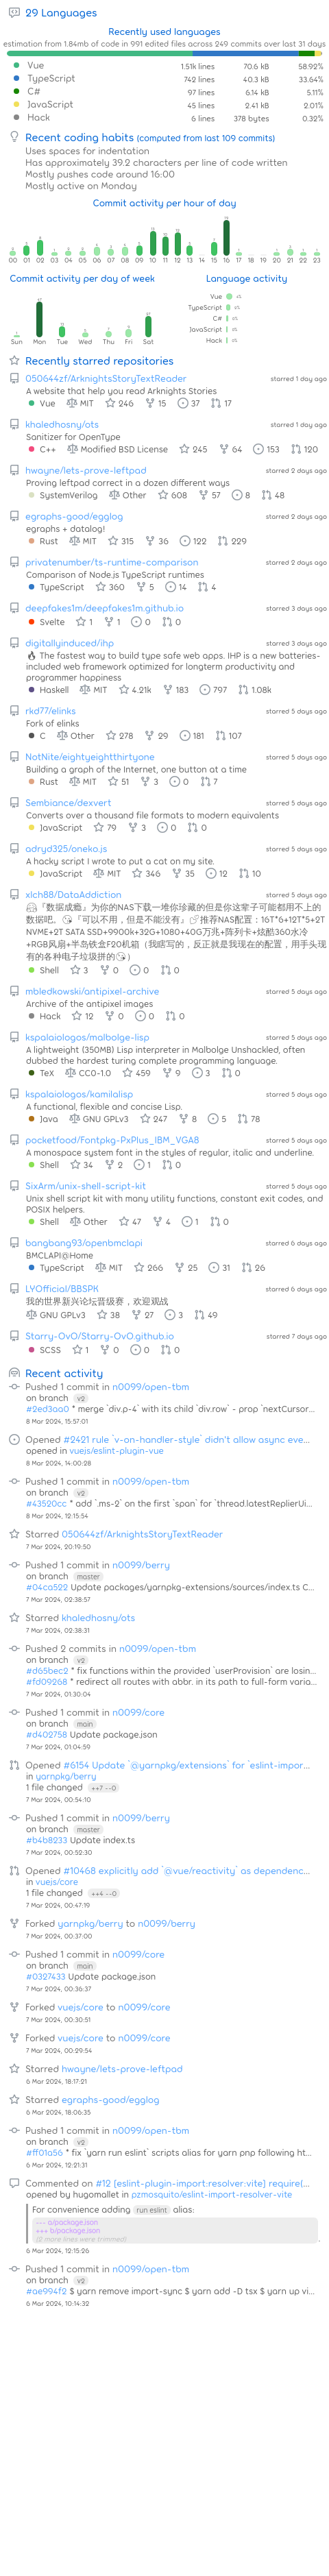 29 Languages
Recently used languages
estimation from 1.84mb of code in 991 edited files across 249 commits over last 31 days
Vue 1.51k lines 70.6 kB 58.92%
TypeScript 742 lines 40.3 kB 33.64%
C# 97 lines 6.14 kB 5.11%
JavaScript 45 lines 2.41 kB 2.01%
Hack 6 lines 378 bytes 0.32%
Recent coding habits (computed from last 109 commits)
Uses spaces for indentation
Has approximately 39.2 characters per line of code written
Mostly pushes code around 16:00
Mostly active on Monday
Commit activity per hour of day
00 01 02 03 04 05 06 07 08 09 10 11 12 13 14 15 16 17 18 19 20 21 22 23
Commit activity per day of week
Language activity
Vue
TypeScript
C#
JavaScript
Hack
Sun Mon Tue Wed Thu Fri Sat
Recently starred repositories
050644zf/ArknightsStoryTextReader starred 1 day ago
A website that help you read Arknights Stories
Vue MIT 246 15 37 17
khaledhosny/ots starred 1 day ago
Sanitizer for OpenType
C++ Modified BSD License 245 64 153 120
hwayne/lets-prove-leftpad starred 2 days ago
Proving leftpad correct in a dozen different ways
SystemVerilog Other 608 57 8 48
egraphs-good/egglog starred 2 days ago
egraphs + datalog!
Rust MIT 315 36 122 229
privatenumber/ts-runtime-comparison starred 2 days ago
Comparison of Node.js TypeScript runtimes
TypeScript 360 5 14 4
deepfakes1m/deepfakes1m.github.io starred 3 days ago
Svelte 1 1 0 0
digitallyinduced/ihp starred 3 days ago
🔥 The fastest way to build type safe web apps. IHP is a new batteries-
included web framework optimized for longterm productivity and
programmer happiness
Haskell MIT 4.21k 183 797 1.08k
rkd77/elinks starred 5 days ago
Fork of elinks
C Other 278 29 181 107
NotNite/eightyeightthirtyone starred 5 days ago
Building a graph of the Internet, one button at a time
Rust MIT 51 3 0 7
Sembiance/dexvert starred 5 days ago
Converts over a thousand file formats to modern equivalents
JavaScript 79 3 0 0
adryd325/oneko.js starred 5 days ago
A hacky script I wrote to put a cat on my site.
JavaScript MIT 346 35 12 10
xlch88/DataAddiction starred 5 days ago
『数据成瘾』为你的NAS下载一堆你珍藏的但是你这辈子可能都用不上的
数据吧。『可以不用，但是不能没有』推荐NAS配置：16T*6+12T*5+2T
NVME+2T SATA SSD+9900k+32G+1080+40G万兆+阵列卡+炫酷360水冷
+RGB风扇+半岛铁盒F20机箱（我瞎写的，反正就是我现在的配置，用手头现
有的各种电子垃圾拼的）
Shell 3 0 0 0
mbledkowski/antipixel-archive starred 5 days ago
Archive of the antipixel images
Hack 12 0 0 0
kspalaiologos/malbolge-lisp starred 5 days ago
A lightweight (350MB) Lisp interpreter in Malbolge Unshackled, often
dubbed the hardest turing complete programming language.
TeX CC0-1.0 459 9 3 0
kspalaiologos/kamilalisp starred 5 days ago
A functional, flexible and concise Lisp.
Java GNU GPLv3 247 8 5 78
pocketfood/Fontpkg-PxPlus_IBM_VGA8 starred 5 days ago
A monospace system font in the styles of regular, italic and underline.
Shell 34 2 1 0
SixArm/unix-shell-script-kit starred 5 days ago
Unix shell script kit with many utility functions, constant exit codes, and
POSIX helpers.
Shell Other 47 4 1 0
bangbang93/openbmclapi starred 6 days ago
BMCLAPI@Home
TypeScript MIT 266 25 31 26
LYOfficial/BBSPK starred 6 days ago
我的世界新兴论坛晋级赛，欢迎观战
GNU GPLv3 38 27 3 49
Starry-OvO/Starry-OvO.github.io starred 7 days ago
SCSS 1 0 0 0
Recent activity
Pushed 1 commit in n0099/open-tbm
on branch v2
#2ed3aa0 * merge `div.p-4` with its child `div.row` - prop `nextCursor...
8 Mar 2024, 15:57:01
Opened #2421 rule `v-on-handler-style` didn't allow async eve...
opened in vuejs/eslint-plugin-vue
8 Mar 2024, 14:00:28
Pushed 1 commit in n0099/open-tbm
on branch v2
#43520cc * add `.ms-2` on the first `span` for `thread.latestReplierUi...
8 Mar 2024, 12:15:54
Starred 050644zf/ArknightsStoryTextReader
7 Mar 2024, 20:19:50
Pushed 1 commit in n0099/berry
on branch master
#04ca522 Update packages/yarnpkg-extensions/sources/index.ts C...
7 Mar 2024, 02:38:57
Starred khaledhosny/ots
7 Mar 2024, 02:38:31
Pushed 2 commits in n0099/open-tbm
on branch v2
#d65bec2 * fix functions within the provided `userProvision` are losin...
#fd09268 * redirect all routes with abbr. in its path to full-form varia...
7 Mar 2024, 01:30:04
Pushed 1 commit in n0099/core
on branch main
#d402758 Update package.json
7 Mar 2024, 01:04:59
Opened #6154 Update `@yarnpkg/extensions` for `eslint-impor...
in yarnpkg/berry
1 file changed ++7 --0
7 Mar 2024, 00:54:10
Pushed 1 commit in n0099/berry
on branch master
#b4b8233 Update index.ts
7 Mar 2024, 00:52:30
Opened #10468 explicitly add `@vue/reactivity` as dependenc...
in vuejs/core
1 file changed ++4 --0
7 Mar 2024, 00:47:19
Forked yarnpkg/berry to n0099/berry
7 Mar 2024, 00:37:00
Pushed 1 commit in n0099/core
on branch main
#0327433 Update package.json
7 Mar 2024, 00:36:37
Forked vuejs/core to n0099/core
7 Mar 2024, 00:30:51
Forked vuejs/core to n0099/core
7 Mar 2024, 00:29:54
Starred hwayne/lets-prove-leftpad
6 Mar 2024, 18:17:21
Starred egraphs-good/egglog
6 Mar 2024, 18:06:35
Pushed 1 commit in n0099/open-tbm
on branch v2
#ff01a56 * fix `yarn run eslint` scripts alias for yarn pnp following ht...
6 Mar 2024, 12:21:31
Commented on #12 [eslint-plugin-import:resolver:vite] require(...
opened by hugomallet in pzmosquito/eslint-import-resolver-vite
For convenience adding run eslint alias:
--- a/package.json
+++ b/package.json
6 Mar 2024, 12:15:26
Pushed 1 commit in n0099/open-tbm
on branch v2
#ae994f2 $ yarn remove import-sync $ yarn add -D tsx $ yarn up vi...
6 Mar 2024, 10:14:32